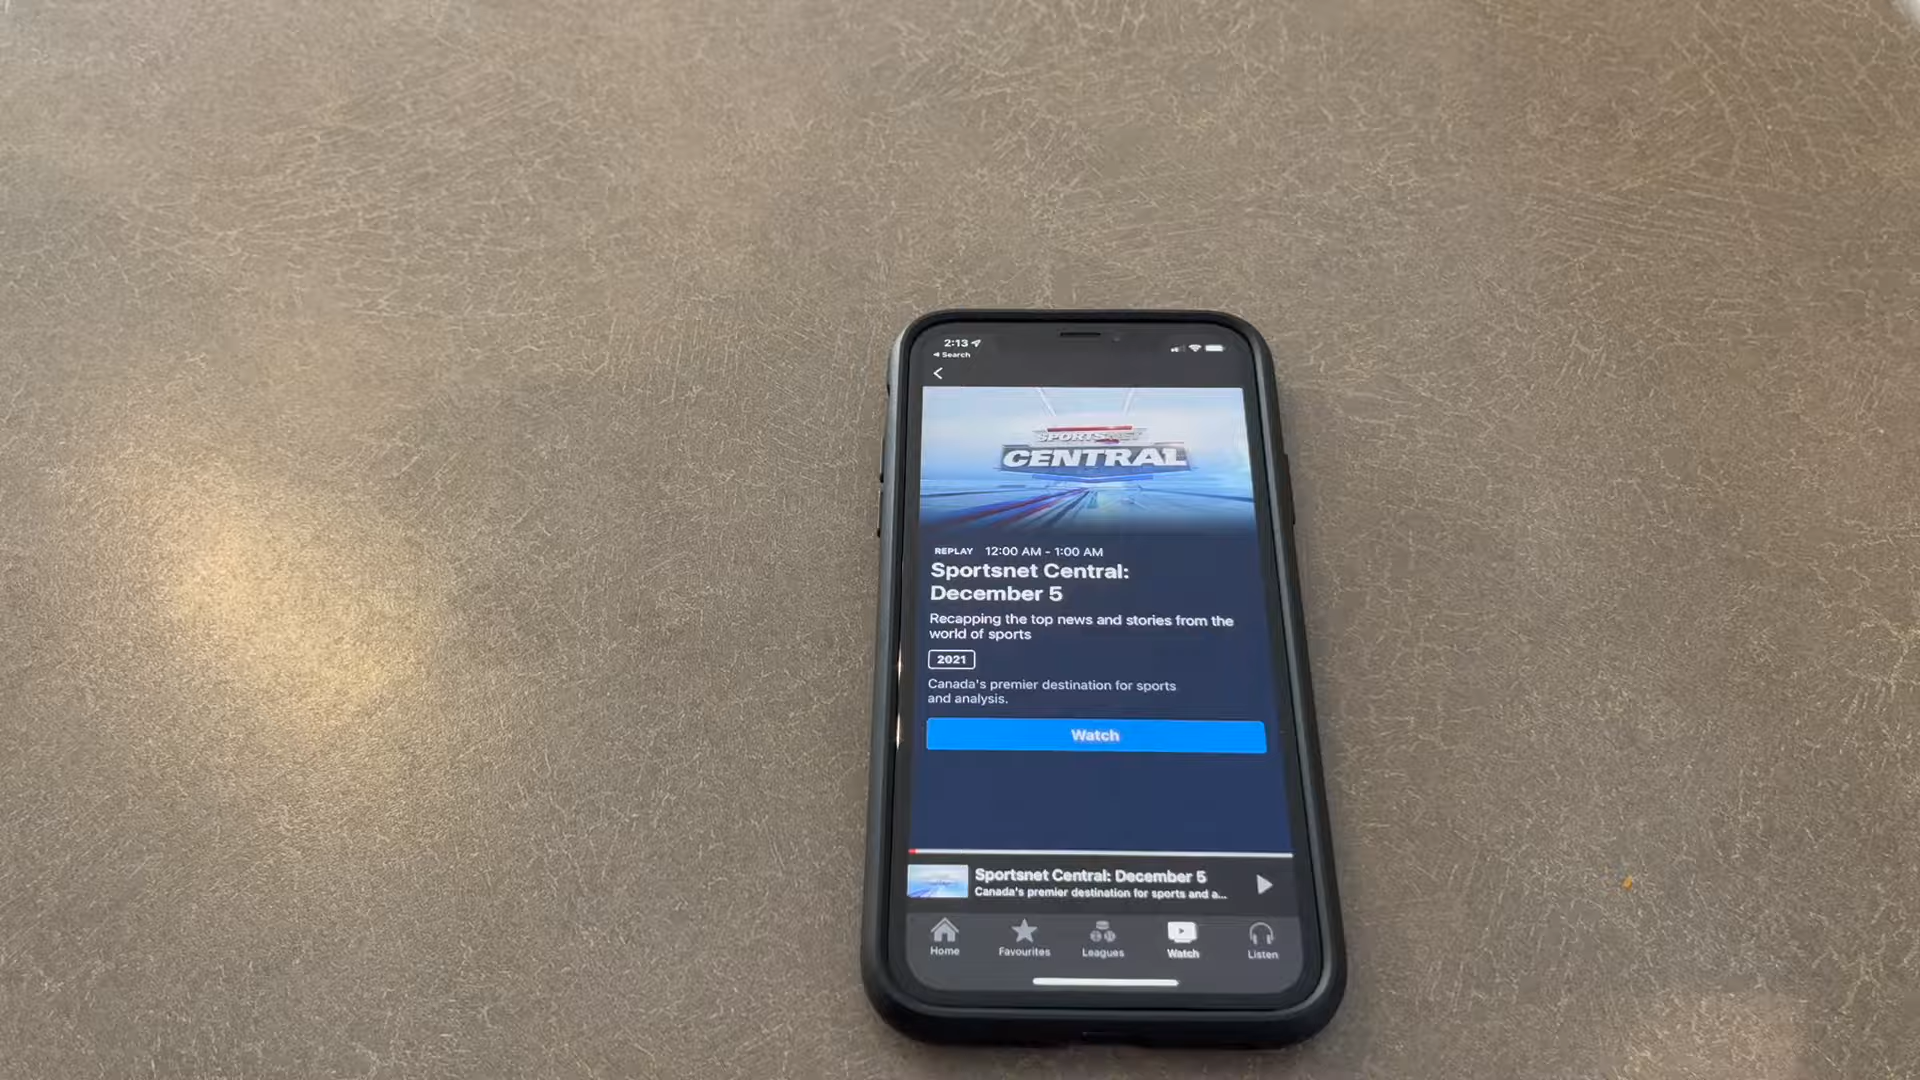 2:13
Search
SPORTSNET
CENTRAL
REPLAY 12:00 AM - 1:00 AM
Sportsnet Central:
December 5
Recapping the top news and stories from the
world of sports
2021
Canada's premier destination for sports
and analysis.
Watch
Sportsnet Central: December 5
Canada's premier destination for sports and a...
Home Favourites Leagues Watch Listen